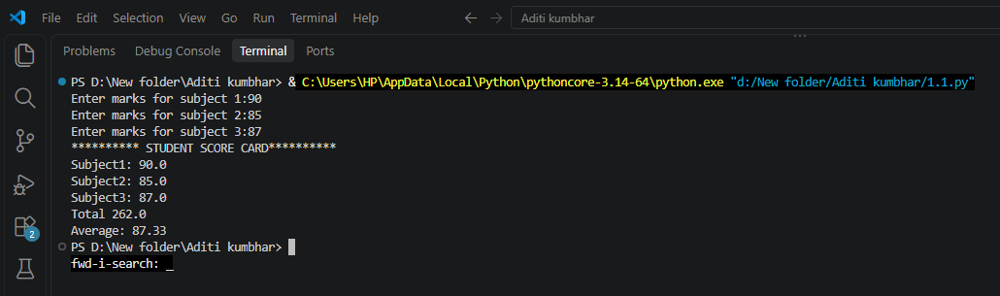 File Edit Selection View Go Run Terminal Help Aditi kumbhar
Problems Debug Console Terminal Ports
PS D:\New folder\Aditi kumbhar> & C:\Users\HP\AppData\Local\Python\pythoncore-3.14-64\python.exe "d:/New folder/Aditi kumbhar/1.1.py"
Enter marks for subject 1:90
Enter marks for subject 2:85
Enter marks for subject 3:87
********** STUDENT SCORE CARD**********
Subject1: 90.0
Subject2: 85.0
Subject3: 87.0
Total 262.0
Average: 87.33
2
PS D:\New folder\Aditi kumbhar>
fwd-i-search: _